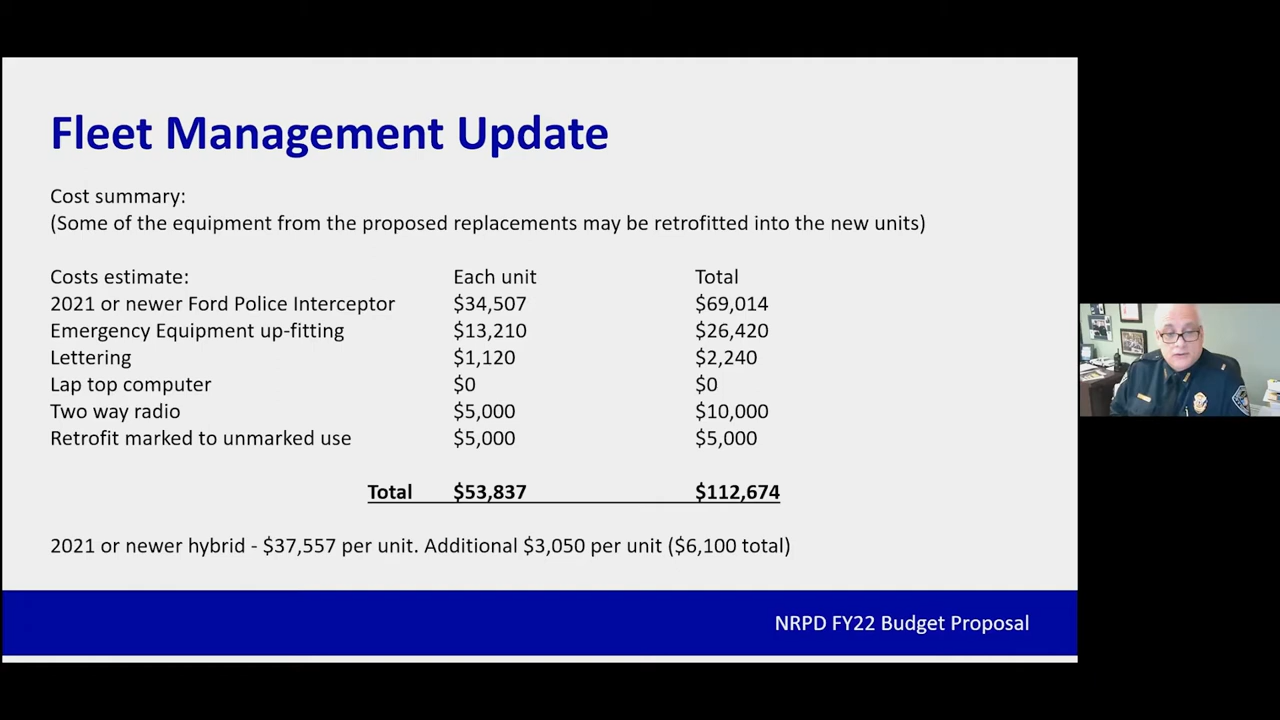 Fleet Management Update
Cost summary:
(Some of the equipment from the proposed replacements may be retrofitted into the new units)
Costs estimate: Each unit Total
2021 or newer Ford Police Interceptor $34,507 $69,014
Emergency Equipment up-fitting $13,210 $26,420
Lettering $1,120 $2,240
Lap top computer $0 $0
Two way radio $5,000 $10,000
Retrofit marked to unmarked use $5,000 $5,000
Total $53,837 $112,674
2021 or newer hybrid - $37,557 per unit. Additional $3,050 per unit ($6,100 total)
NRPD FY22 Budget Proposal